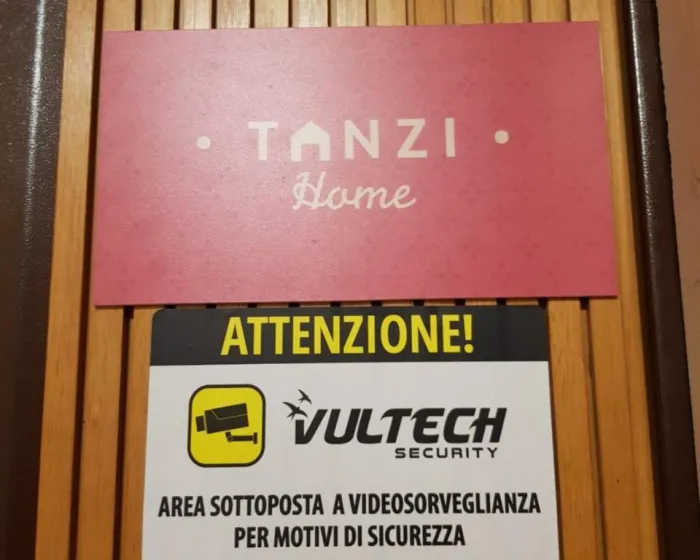 • TANZI •
Home
ATTENZIONE!
VULTECH
SECURITY
AREA SOTTOPOSTA A VIDEOSORVEGLIANZA
PER MOTIVI DI SICUREZZA